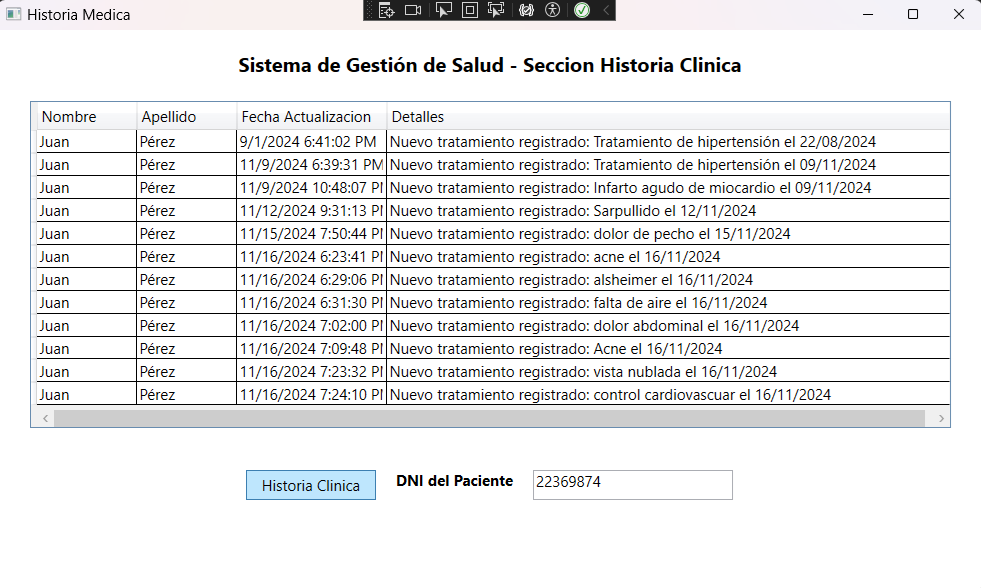 Historia Medica
Sistema de Gestión de Salud - Seccion Historia Clinica
Nombre Apellido Fecha Actualizacion Detalles
Juan Pérez 9/1/2024 6:41:02 PM Nuevo tratamiento registrado: Tratamiento de hipertensión el 22/08/2024
Juan Pérez 11/9/2024 6:39:31 PM Nuevo tratamiento registrado: Tratamiento de hipertensión el 09/11/2024
Juan Pérez 11/9/2024 10:48:07 PM Nuevo tratamiento registrado: Infarto agudo de miocardio el 09/11/2024
Juan Pérez 11/12/2024 9:31:13 PM Nuevo tratamiento registrado: Sarpullido el 12/11/2024
Juan Pérez 11/15/2024 7:50:44 PM Nuevo tratamiento registrado: dolor de pecho el 15/11/2024
Juan Pérez 11/16/2024 6:23:41 PM Nuevo tratamiento registrado: acne el 16/11/2024
Juan Pérez 11/16/2024 6:29:06 PM Nuevo tratamiento registrado: alsheimer el 16/11/2024
Juan Pérez 11/16/2024 6:31:30 PM Nuevo tratamiento registrado: falta de aire el 16/11/2024
Juan Pérez 11/16/2024 7:02:00 PM Nuevo tratamiento registrado: dolor abdominal el 16/11/2024
Juan Pérez 11/16/2024 7:09:48 PM Nuevo tratamiento registrado: Acne el 16/11/2024
Juan Pérez 11/16/2024 7:23:32 PM Nuevo tratamiento registrado: vista nublada el 16/11/2024
Juan Pérez 11/16/2024 7:24:10 PM Nuevo tratamiento registrado: control cardiovascuar el 16/11/2024
Historia Clinica DNI del Paciente 22369874